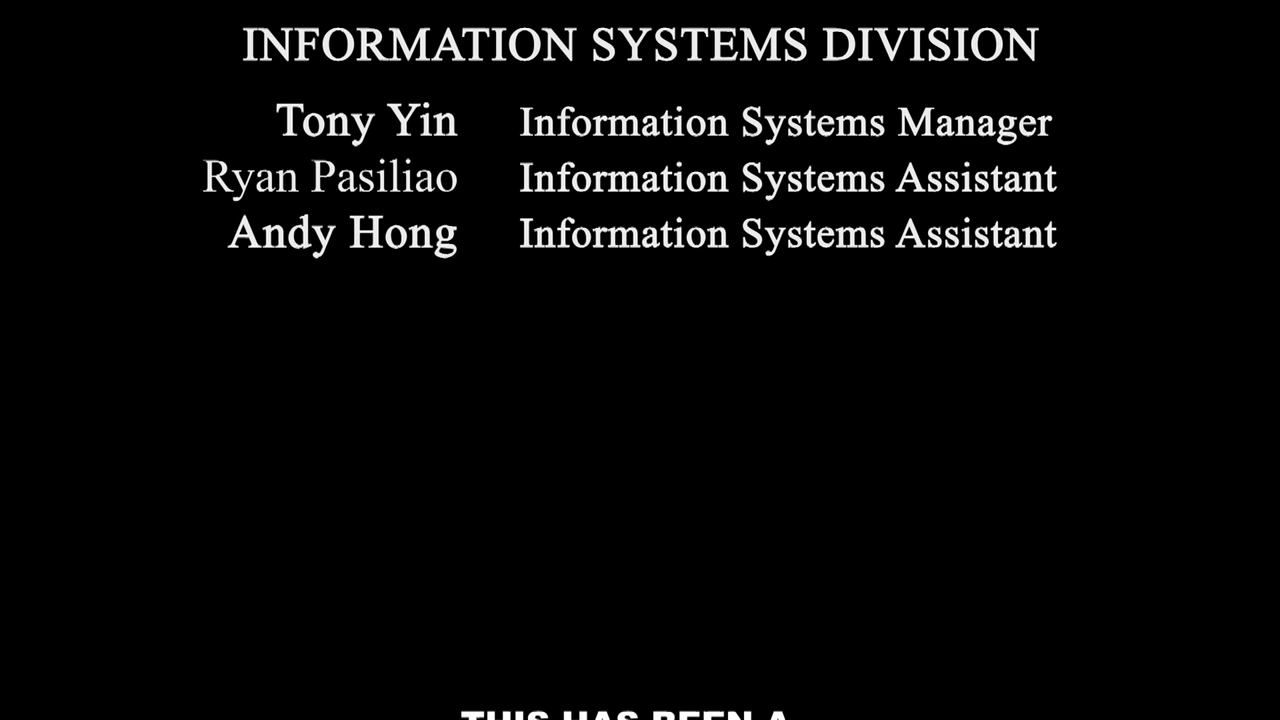 INFORMATION SYSTEMS DIVISION
Tony Yin Information Systems Manager
Ryan Pasiliao Information Systems Assistant
Andy Hong Information Systems Assistant
THIS HAS BEEN A